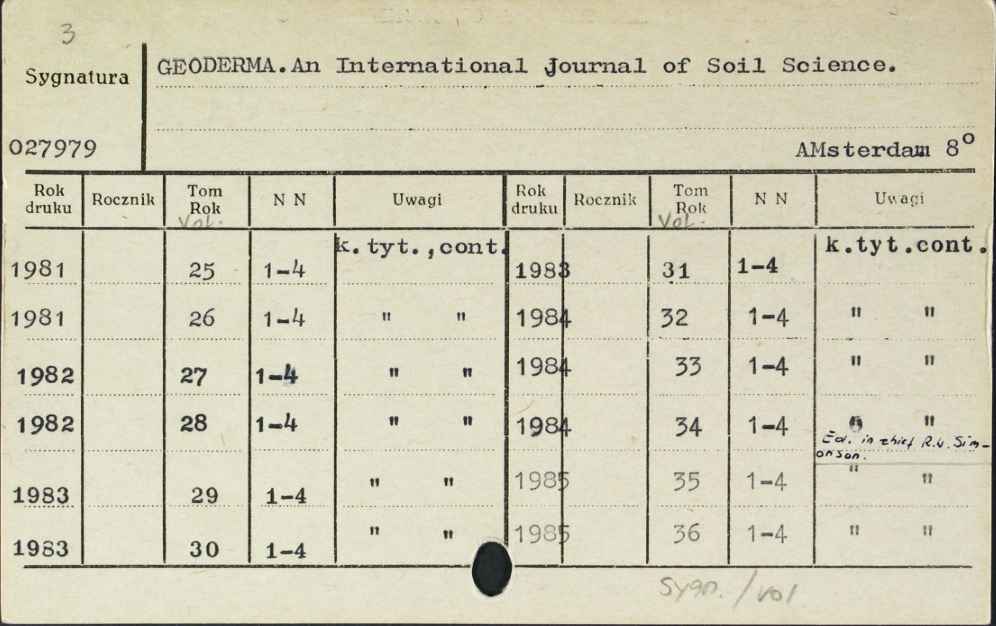 3
Sygnatura GEODERMA.An International Journal of Soil Science.
027979 AMsterdam 8°
Rok druku Rocznik Tom Rok Vol. N N Uwagi Rok druku Rocznik Tom Rok Vol. N N Uwagi
k.tyt.,cont. k.tyt.cont.
1981 25 1-4 1983 31 1-4
1981 26 1-4 " " 1984 32 1-4 " "
1982 27 1-4 " " 1984 33 1-4 " "
1982 28 1-4 " " 1984 34 1-4 " "
Ed. in chief R.W. Sim-
onson.
1983 29 1-4 " " 1985 35 1-4 " "
1983 30 1-4 " " 1985 36 1-4 " "
Sygn. / vol